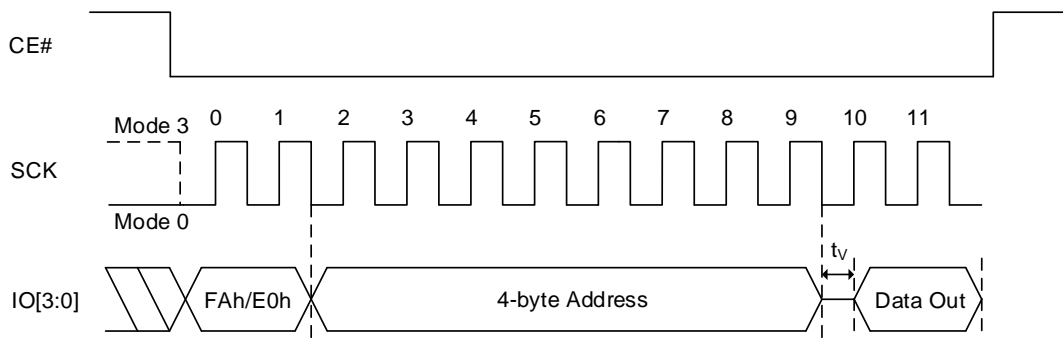 CE#
0 1 2 3 4 5 6 7 8 9 10 11
Mode 3
SCK
Mode 0
tV
IO[3:0] FAh/E0h 4-byte Address Data Out